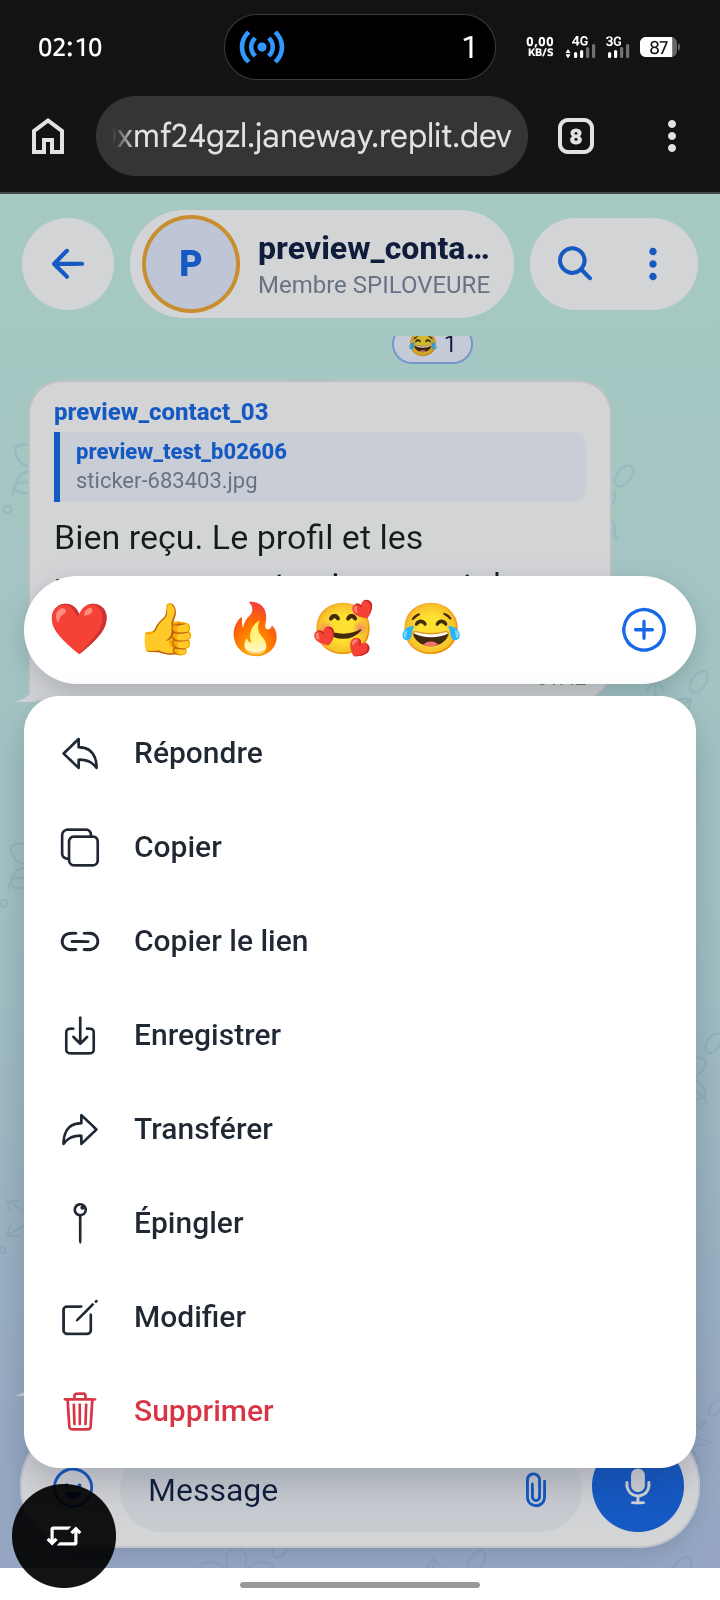 02:10
1
0,00
KB/S
4G
3G
87
xmf24gzl.janeway.replit.dev
8
P
preview_conta...
Membre SPILOVEURE
😂 1
preview_contact_03
preview_test_b02606
sticker-683403.jpg
Bien reçu. Le profil et les
Répondre
Copier
Copier le lien
Enregistrer
Transférer
Épingler
Modifier
Supprimer
Message